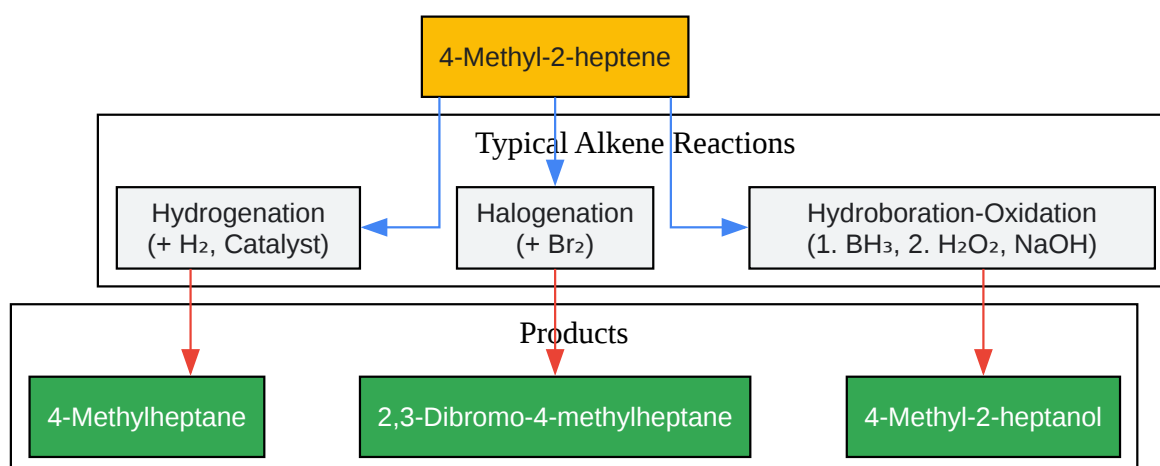 4-Methyl-2-heptene
Typical Alkene Reactions
Hydrogenation
(+ H₂, Catalyst)
Halogenation
(+ Br₂)
Hydroboration-Oxidation
(1. BH₃, 2. H₂O₂, NaOH)
Products
4-Methylheptane
2,3-Dibromo-4-methylheptane
4-Methyl-2-heptanol